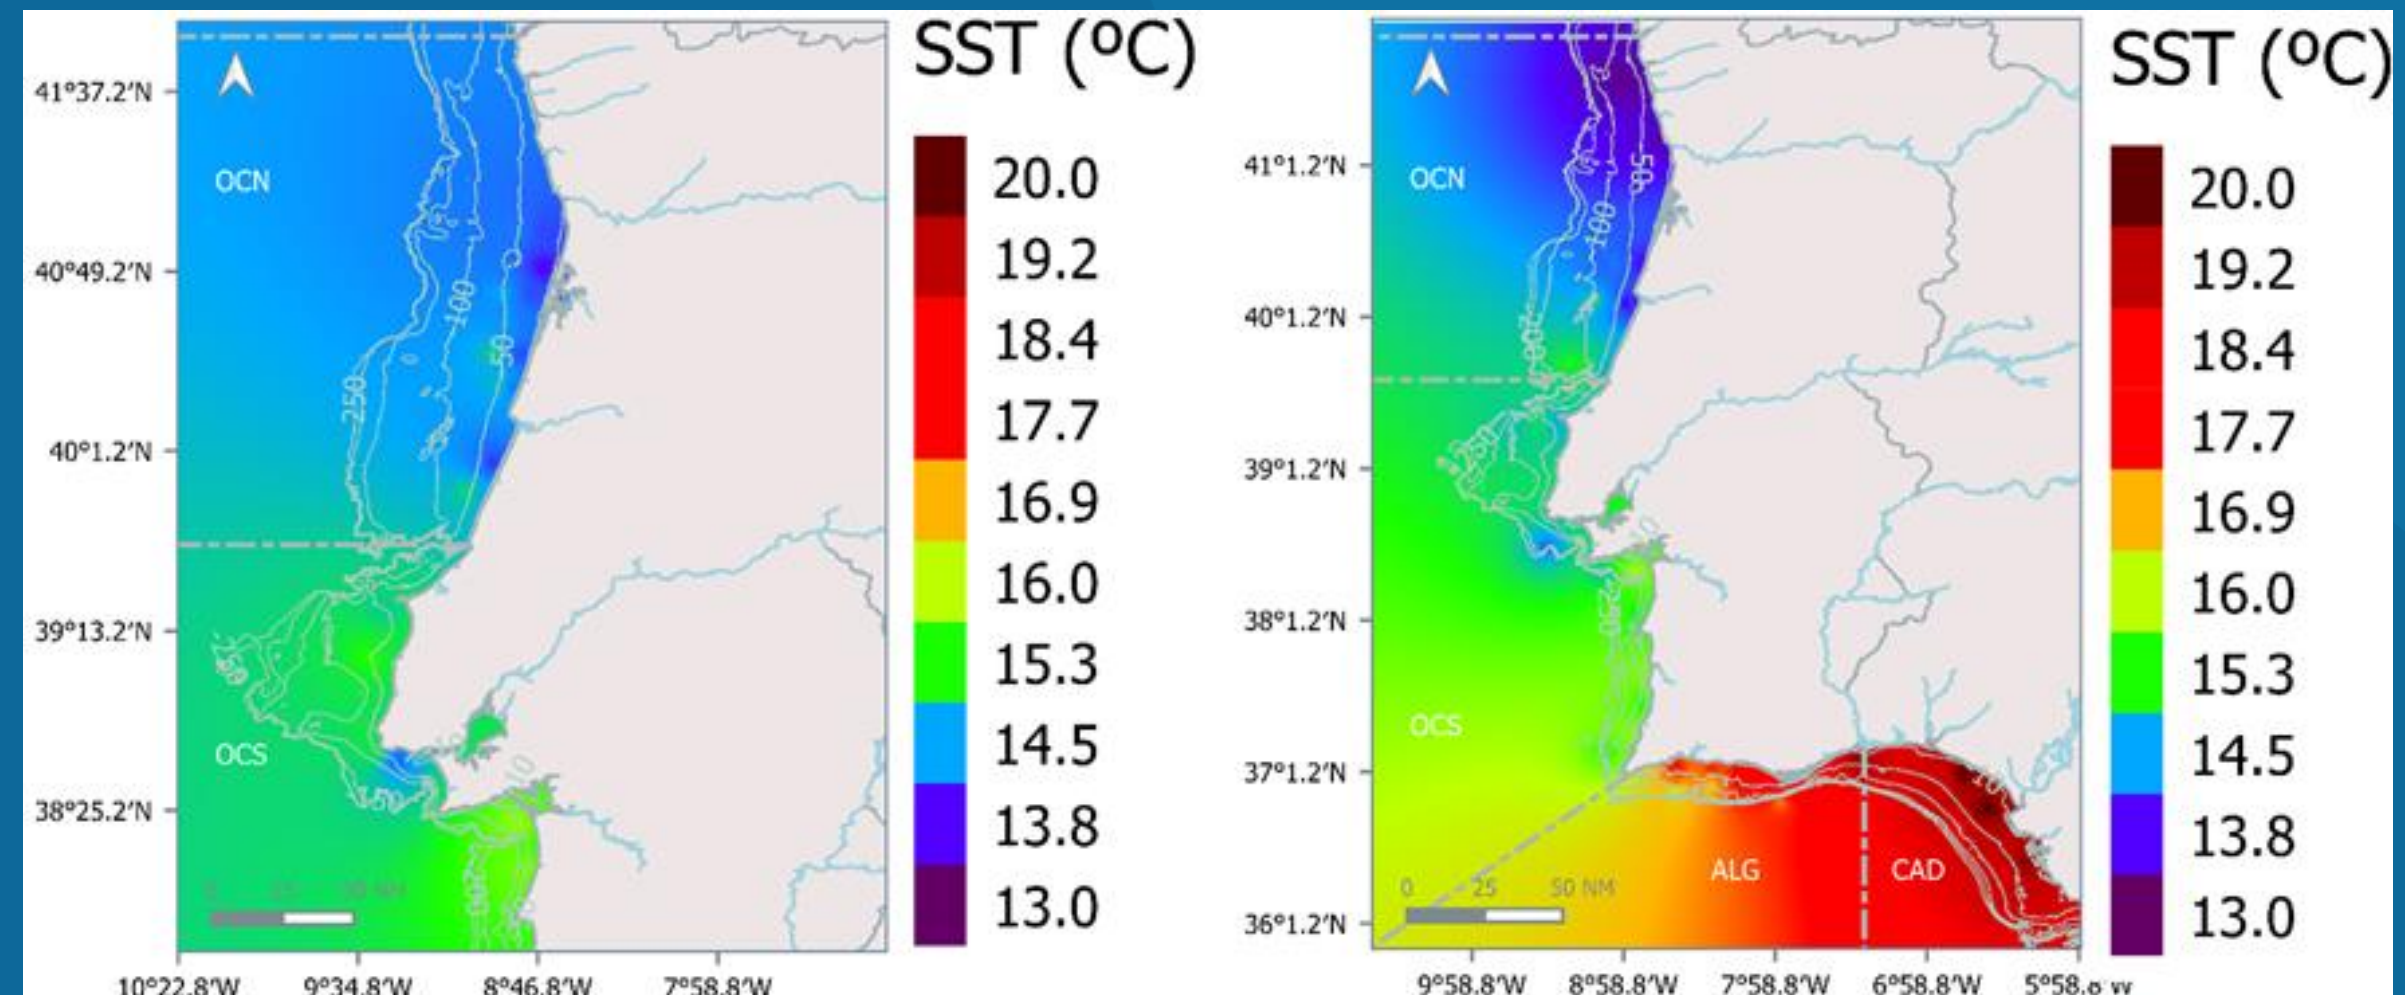 SST (ºC)
41°37.2'N
40°49.2'N
40°1.2'N
39°13.2'N
38°25.2'N
OCN
OCS
100
50
250
10
10°22.8'W
9°34.8'W
8°46.8'W
7°58.8'W
20.0
19.2
18.4
17.7
16.9
16.0
15.3
14.5
13.8
13.0
SST (ºC)
41°1.2'N
40°1.2'N
39°1.2'N
38°1.2'N
37°1.2'N
36°1.2'N
OCN
50
100
250
OCS
ALG
CAD
0 25 50 NM
9°58.8'W
8°58.8'W
7°58.8'W
6°58.8'W
20.0
19.2
18.4
17.7
16.9
16.0
15.3
14.5
13.8
13.0